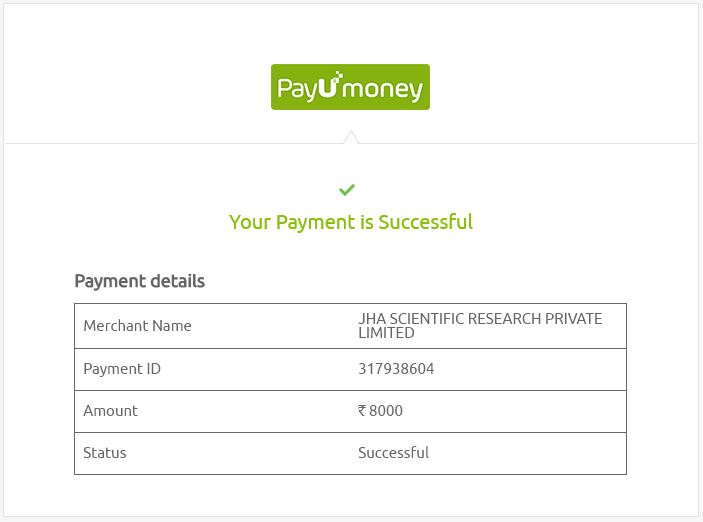 PayUmoney
Your Payment is Successful
Payment details
Merchant Name
JHA SCIENTIFIC RESEARCH PRIVATE
LIMITED
Payment ID
317938604
Amount
₹ 8000
Status
Successful